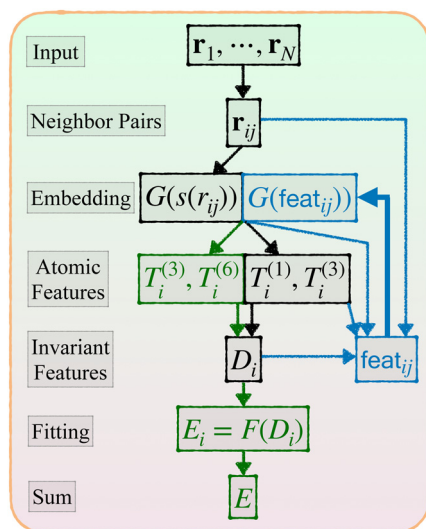 Input
𝐫₁, ⋯, 𝐫_N
Neighbor Pairs
𝐫ᵢⱼ
Embedding
G(s(rᵢⱼ)) G(featᵢⱼ))
Atomic
Features
Tᵢ⁽³⁾, Tᵢ⁽⁶⁾ Tᵢ⁽¹⁾, Tᵢ⁽³⁾
Invariant
Features
Dᵢ
featᵢⱼ
Fitting
Eᵢ = F(Dᵢ)
Sum
E